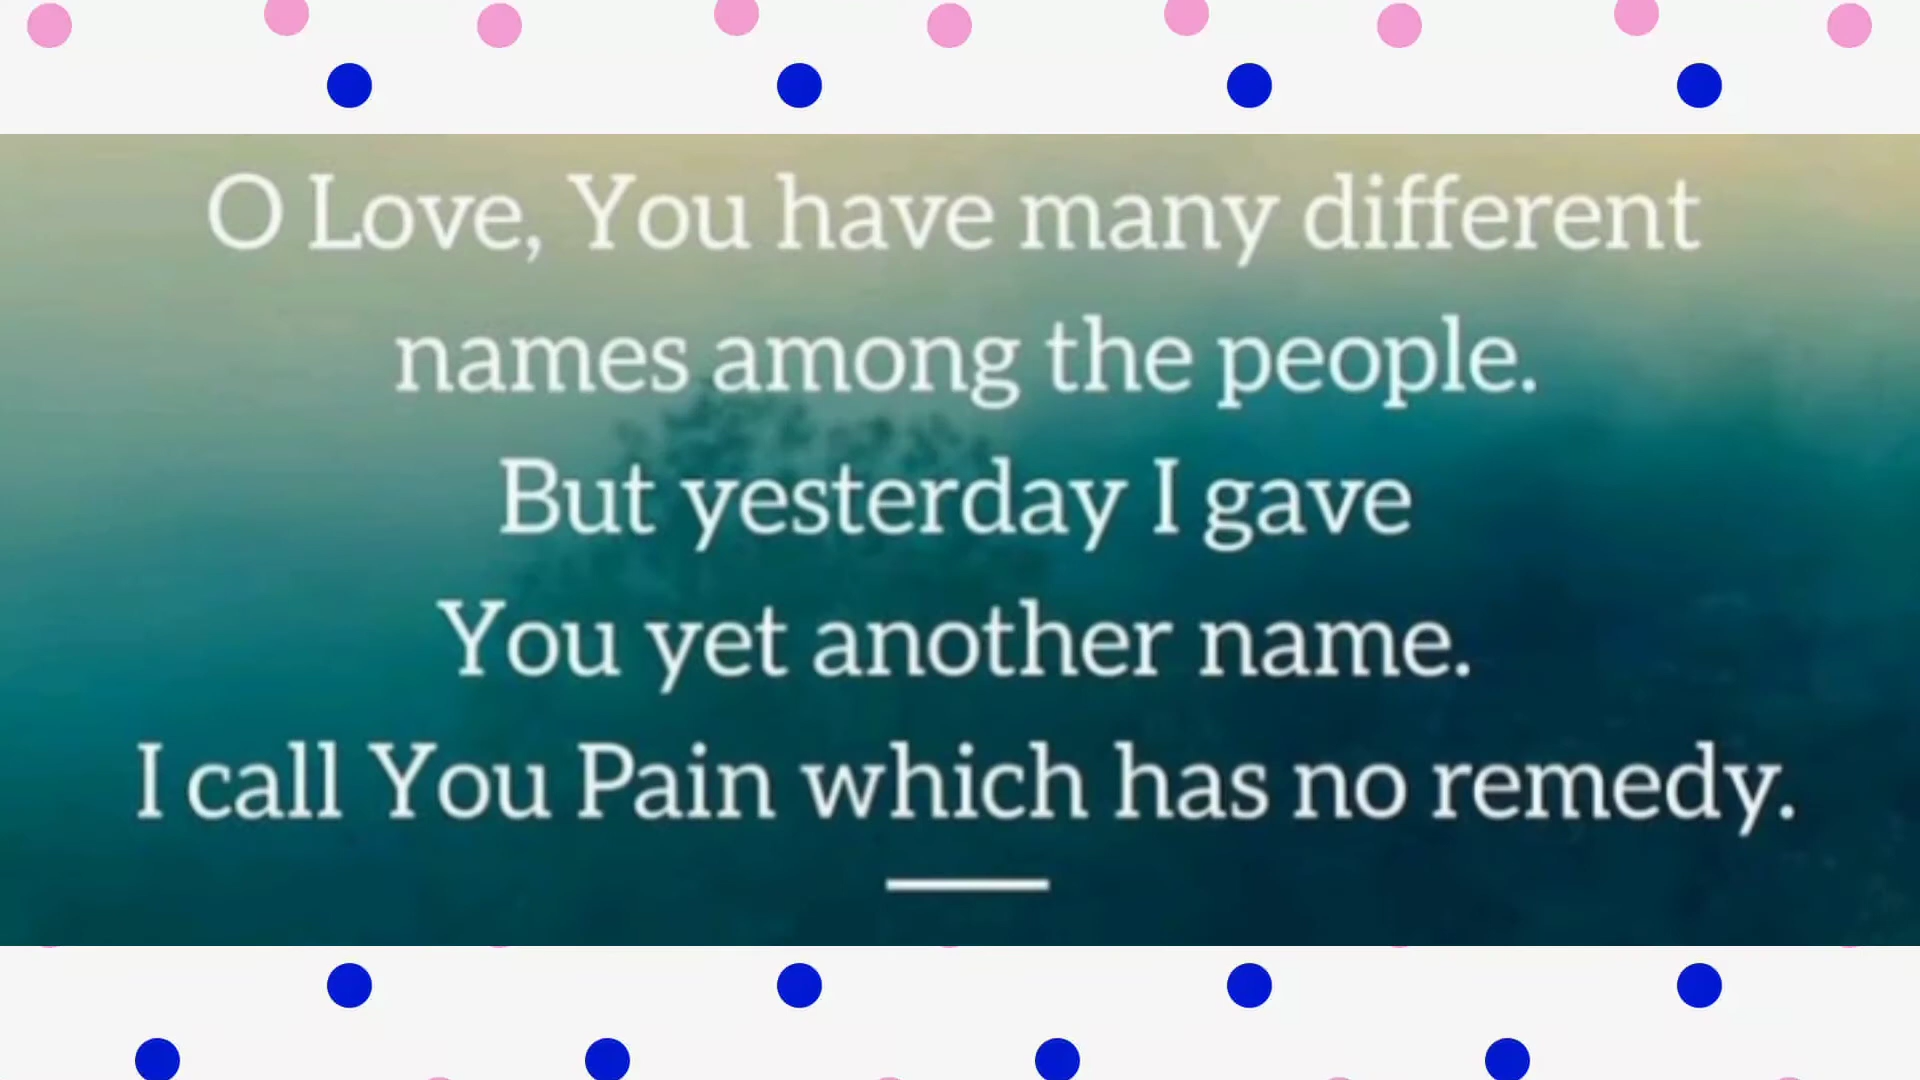 O Love, You have many different
names among the people.
But yesterday I gave
You yet another name.
I call You Pain which has no remedy.